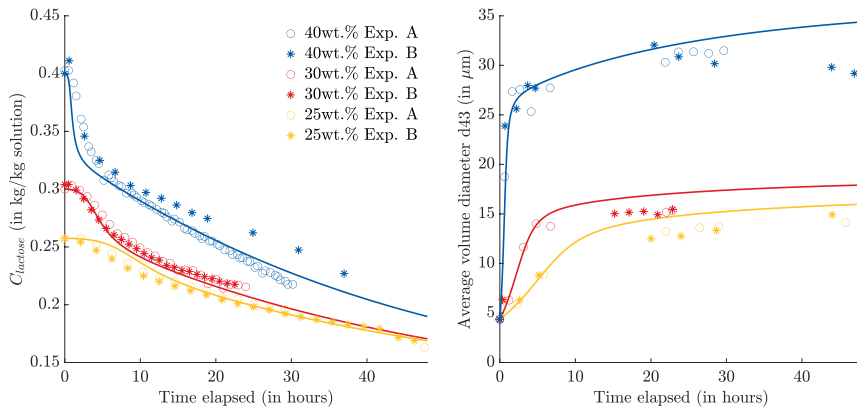 0.45
0.4
0.35
0.3
0.25
0.2
0.15
C_lactose (in kg/kg solution)
0 10 20 30 40
Time elapsed (in hours)
40wt.% Exp. A
40wt.% Exp. B
30wt.% Exp. A
30wt.% Exp. B
25wt.% Exp. A
25wt.% Exp. B
35
30
25
20
15
10
5
0
Average volume diameter d43 (in μm)
0 10 20 30 40
Time elapsed (in hours)